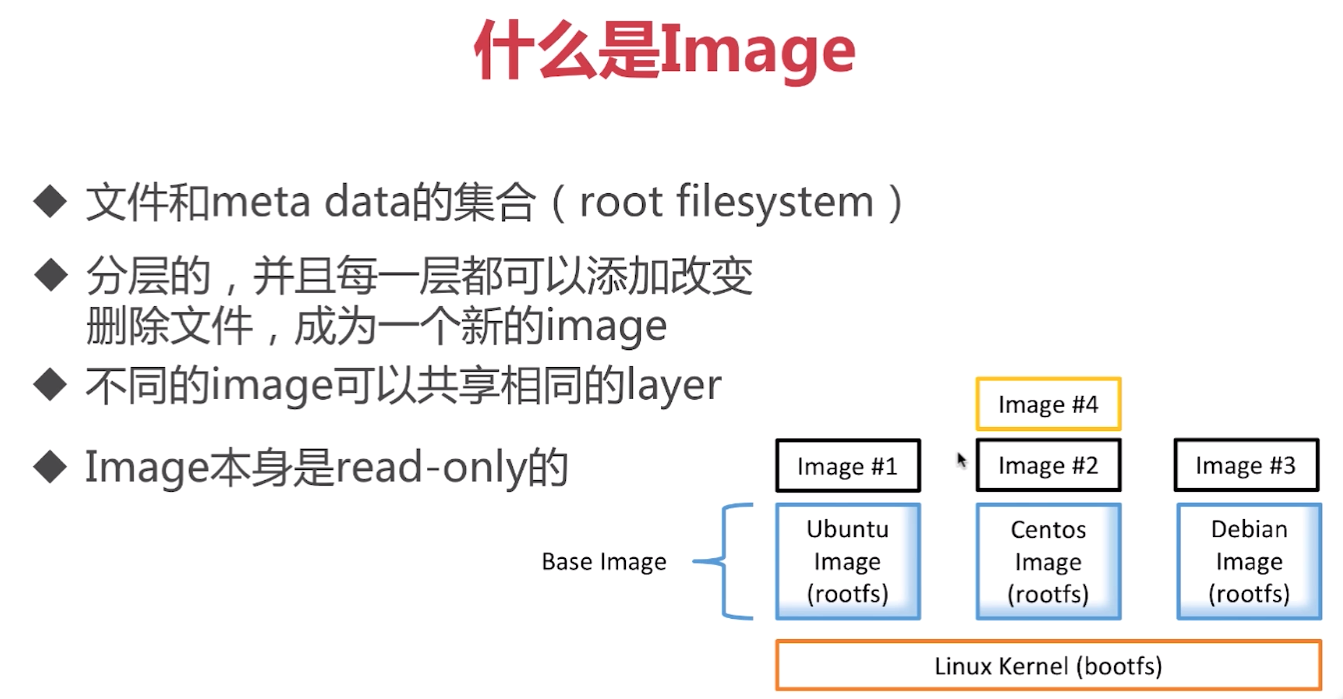 什么是Image
◆ 文件和meta data的集合（root filesystem）
◆ 分层的，并且每一层都可以添加改变
删除文件，成为一个新的image
◆ 不同的image可以共享相同的layer
◆ Image本身是read-only的
Image #4
Image #1
Image #2
Image #3
Base Image
Ubuntu
Image
(rootfs)
Centos
Image
(rootfs)
Debian
Image
(rootfs)
Linux Kernel (bootfs)